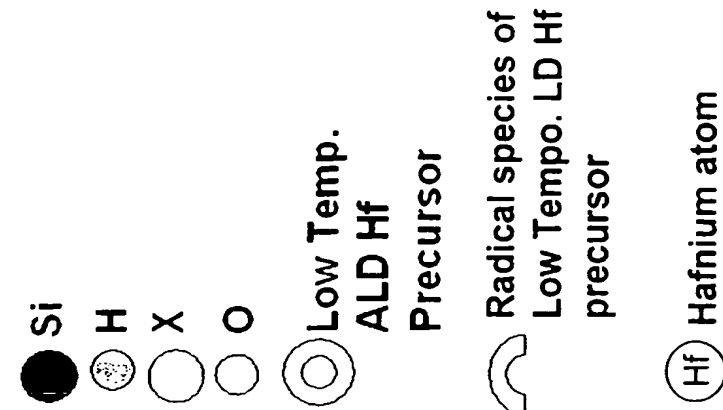 Si
H
X
O
Low Temp.
ALD Hf
Precursor
Radical species of
Low Tempo. LD Hf
precursor
Hf Hafnium atom